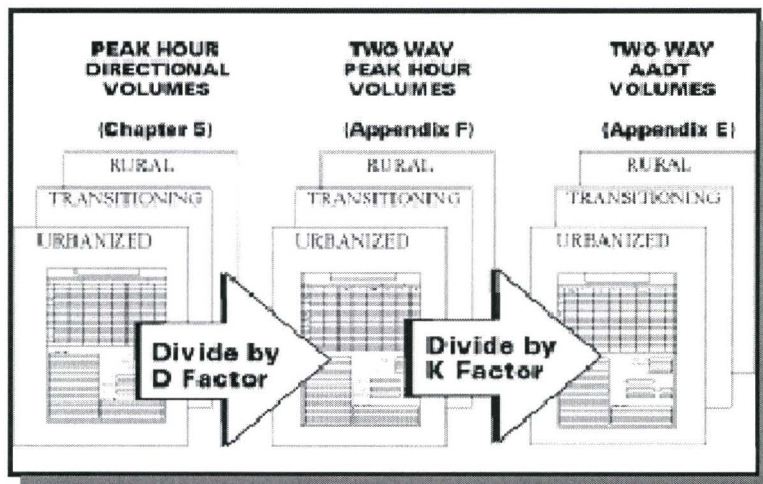 PEAK HOUR
DIRECTIONAL
VOLUMES
(Chapter 5)
RURAL
TRANSITIONING
URBANIZED
Divide by
D Factor
TWO WAY
PEAK HOUR
VOLUMES
(Appendix F)
RURAL
TRANSITIONING
URBANIZED
Divide by
K Factor
TWO WAY
AADT
VOLUMES
(Appendix E)
RURAL
TRANSITIONING
URBANIZED